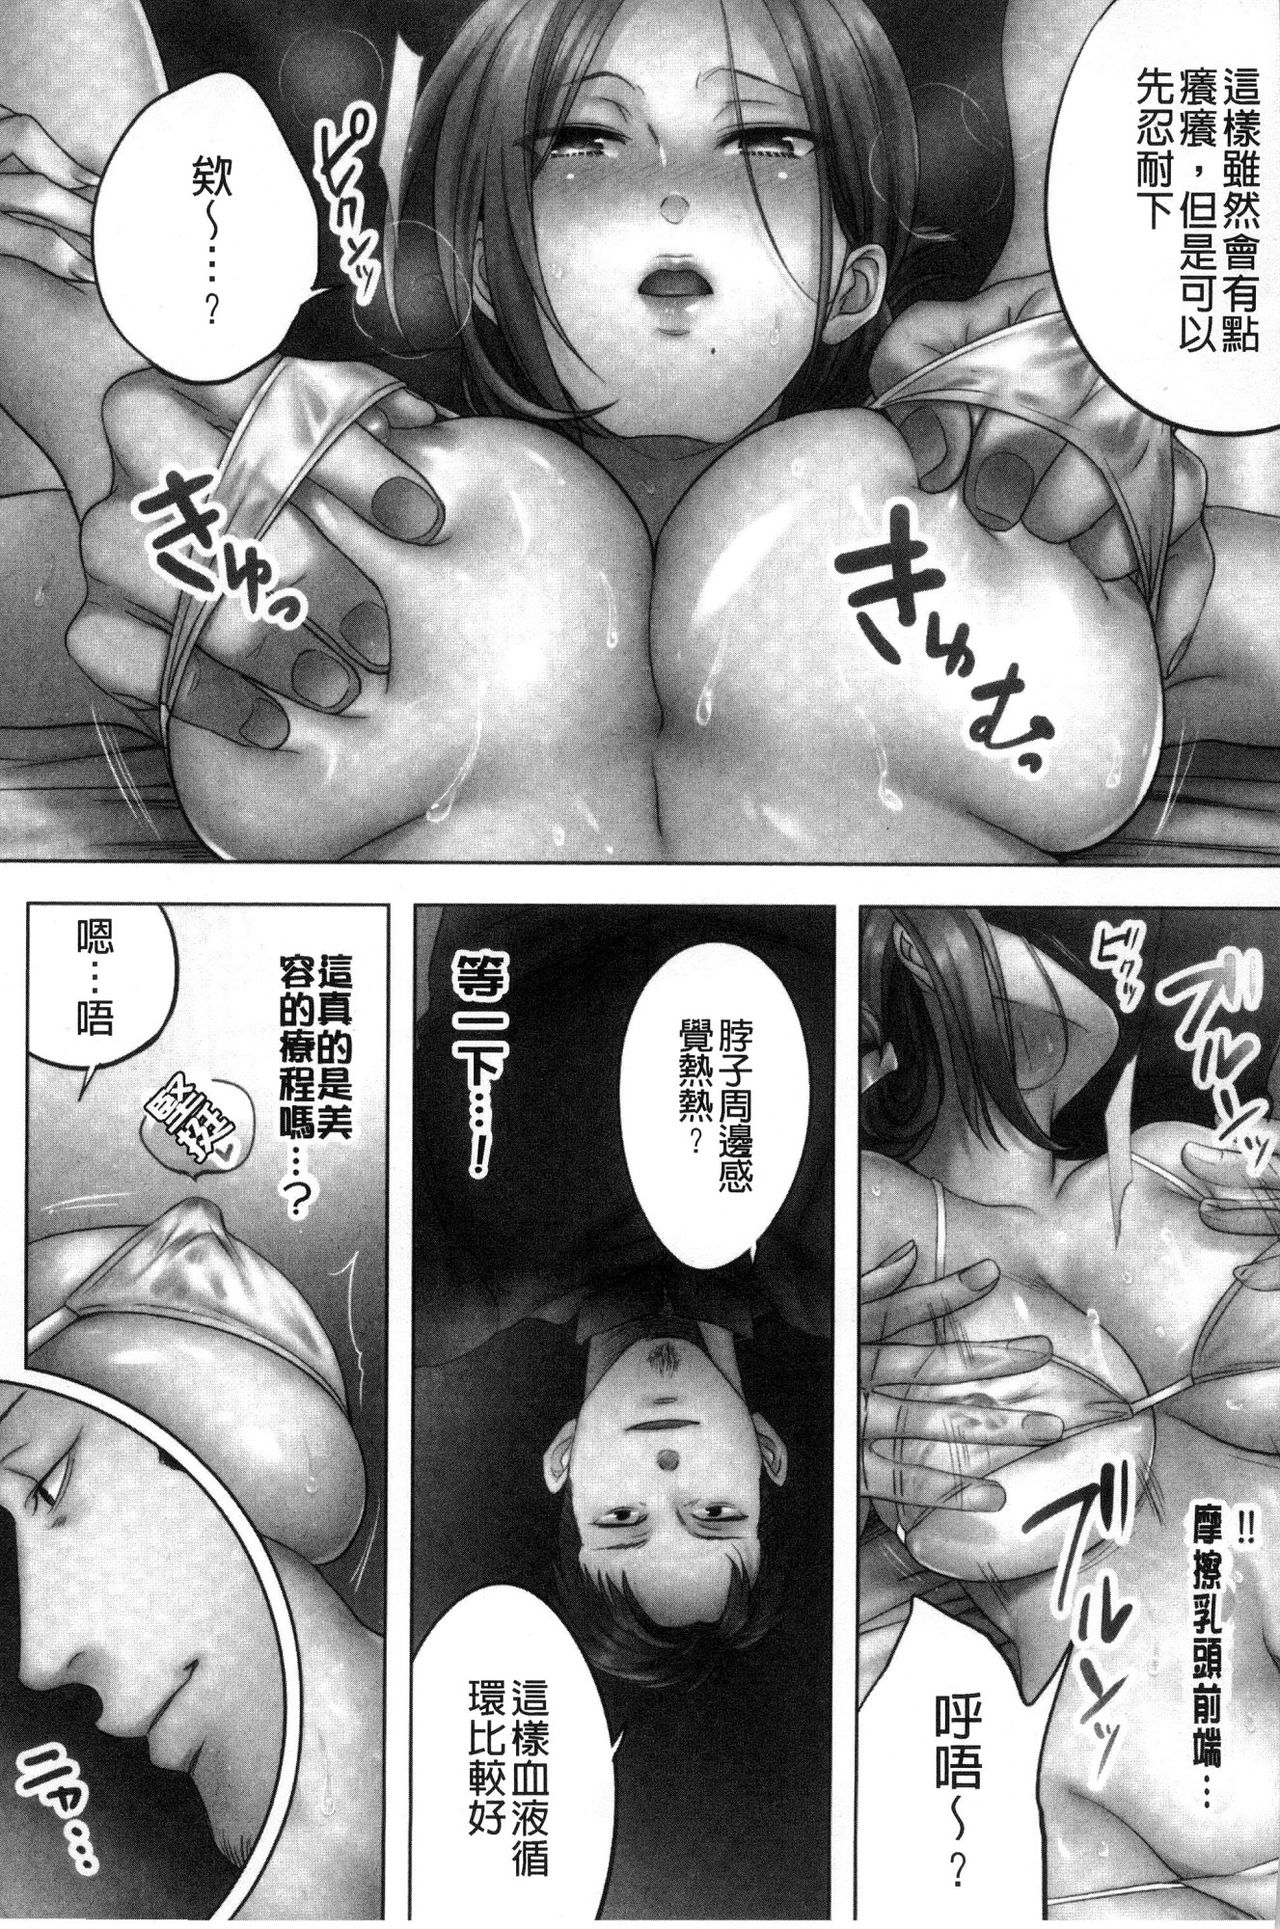 這樣雖然會有點
癢癢，但是可以
先忍耐下
ピクンッ
欸～…？
きゅむっ
きゅっ
ビクッ
ビクンッ
!!
摩擦乳頭前端…
ブルンッ
呼唔～？
脖子周邊感
覺熱熱？
等一下…！
這樣血液循
環比較好
這真的是美
容的療程嗎…？
堅挺♥
嗯…唔
ニヤ…